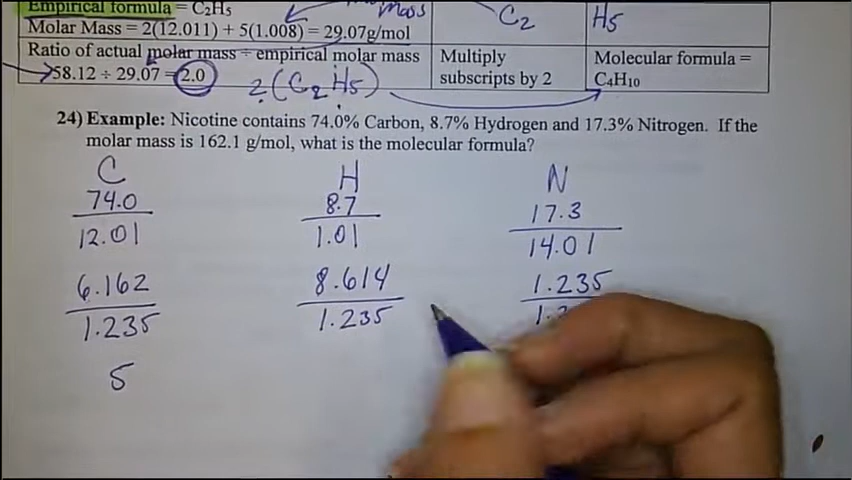 Empirical formula = C₂H₅
mass
C₂
H₅
Molar Mass = 2(12.011) + 5(1.008) = 29.07g/mol
Ratio of actual molar mass ÷ empirical molar mass
58.12 ÷ 29.07 = 2.0
2(C₂H₅)
Multiply
subscripts by 2
Molecular formula =
C₄H₁₀
24) Example: Nicotine contains 74.0% Carbon, 8.7% Hydrogen and 17.3% Nitrogen. If the
molar mass is 162.1 g/mol, what is the molecular formula?
C H N
74.0 8.7 17.3
12.01 1.01 14.01
6.162 8.614 1.235
1.235 1.235
5